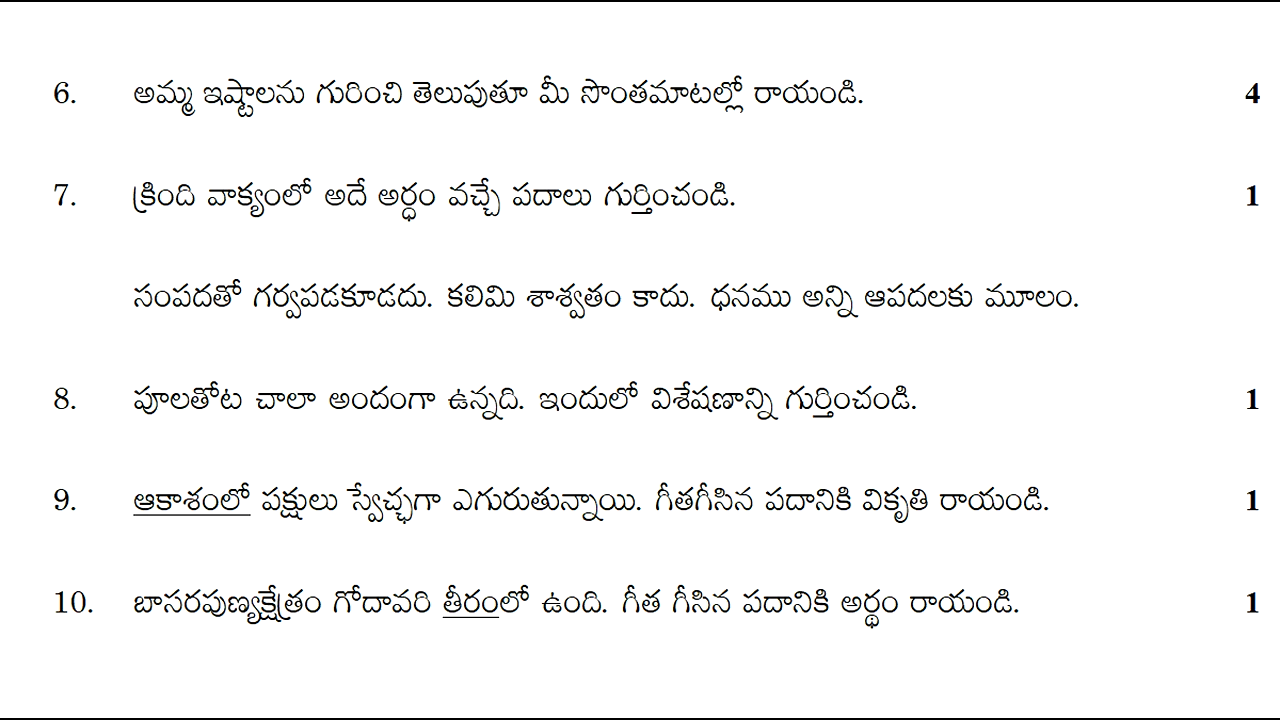 6. అమ్మ ఇష్టాలను గురించి తెలుపుతూ మీ సొంతమాటల్లో రాయండి. 4
7. క్రింది వాక్యంలో అదే అర్ధం వచ్చే పదాలు గుర్తించండి. 1
సంపదతో గర్వపడకూడదు. కలిమి శాశ్వతం కాదు. ధనము అన్ని ఆపదలకు మూలం.
8. పూలతోట చాలా అందంగా ఉన్నది. ఇందులో విశేషణాన్ని గుర్తించండి. 1
9. ఆకాశంలో పక్షులు స్వేచ్ఛగా ఎగురుతున్నాయి. గీతగీసిన పదానికి వికృతి రాయండి. 1
10. బాసరపుణ్యక్షేత్రం గోదావరి తీరంలో ఉంది. గీత గీసిన పదానికి అర్థం రాయండి. 1